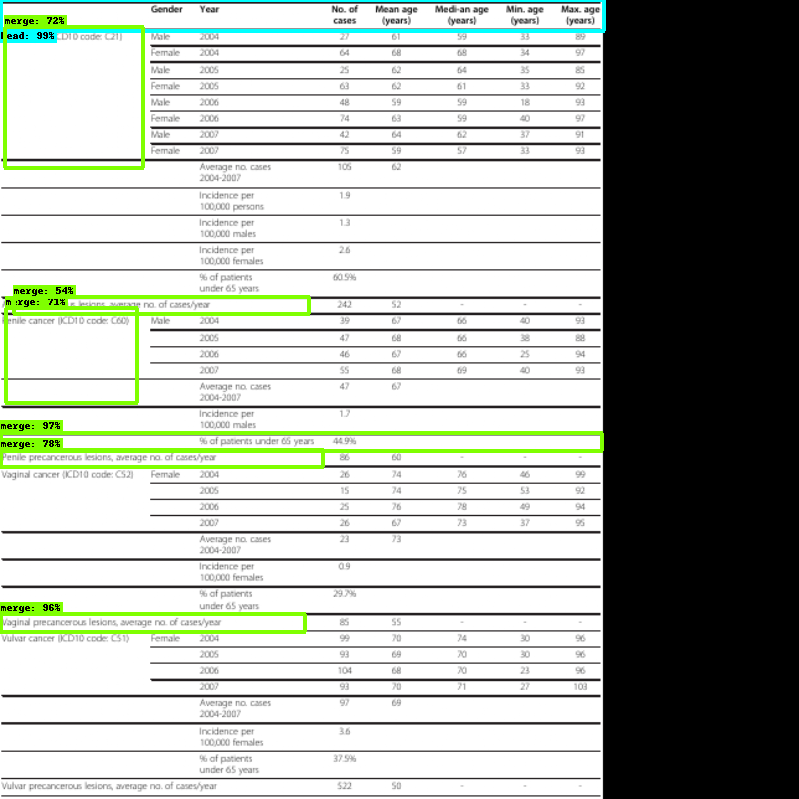 Gender Year No. of cases Mean age (years) Medi-an age (years) Min. age (years) Max. age (years)
merge: 72%
head: 99%
CD10 code: C21) Male 2004 27 61 59 33 89
Female 2004 64 68 68 34 97
Male 2005 25 62 64 35 85
Female 2005 63 62 61 33 92
Male 2006 48 59 59 18 93
Female 2006 74 63 59 40 97
Male 2007 42 64 62 37 91
Female 2007 75 59 57 33 93
Average no. cases 2004-2007 105 62
Incidence per 100,000 persons 1.9
Incidence per 100,000 males 1.3
Incidence per 100,000 females 2.6
% of patients under 65 years 60.5%
merge: 54%
merge: 71%
lesions, average no. of cases/year 242 52 - - -
Penile cancer (ICD10 code: C60) Male 2004 39 67 66 40 93
2005 47 68 66 38 88
2006 46 67 66 25 94
2007 55 68 69 40 93
Average no. cases 2004-2007 47 67
Incidence per 100,000 males 1.7
merge: 97%
% of patients under 65 years 44.9%
merge: 78%
Penile precancerous lesions, average no. of cases/year 86 60 - - -
Vaginal cancer (ICD10 code: C52) Female 2004 26 74 76 46 99
2005 15 74 75 53 92
2006 25 76 78 49 94
2007 26 67 73 37 95
Average no. cases 2004-2007 23 73
Incidence per 100,000 females 0.9
% of patients under 65 years 29.7%
merge: 96%
Vaginal precancerous lesions, average no. of cases/year 85 55 - - -
Vulvar cancer (ICD10 code: C51) Female 2004 99 70 74 30 96
2005 93 69 70 30 96
2006 104 68 70 23 96
2007 93 70 71 27 103
Average no. cases 2004-2007 97 69
Incidence per 100,000 females 3.6
% of patients under 65 years 37.5%
Vulvar precancerous lesions, average no. of cases/year 522 50 - - -